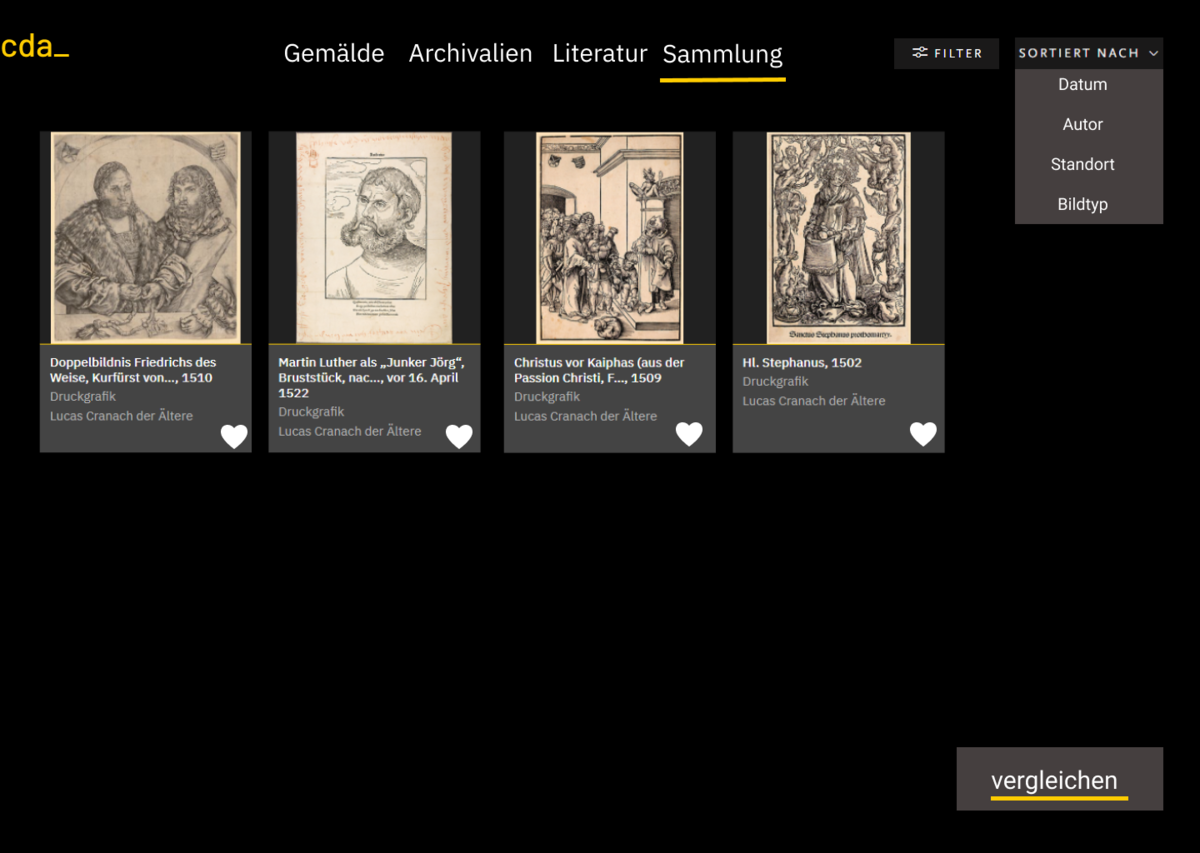 cda_
Gemälde Archivalien Literatur Sammlung
FILTER
SORTIERT NACH
Datum
Autor
Standort
Bildtyp
Sanctus Stephanus prothomartyr.
Doppelbildnis Friedrichs des
Weise, Kurfürst von..., 1510
Druckgrafik
Lucas Cranach der Ältere
Martin Luther als „Junker Jörg“,
Bruststück, nac..., vor 16. April
1522
Druckgrafik
Lucas Cranach der Ältere
Christus vor Kaiphas (aus der
Passion Christi, F..., 1509
Druckgrafik
Lucas Cranach der Ältere
Hl. Stephanus, 1502
Druckgrafik
Lucas Cranach der Ältere
vergleichen